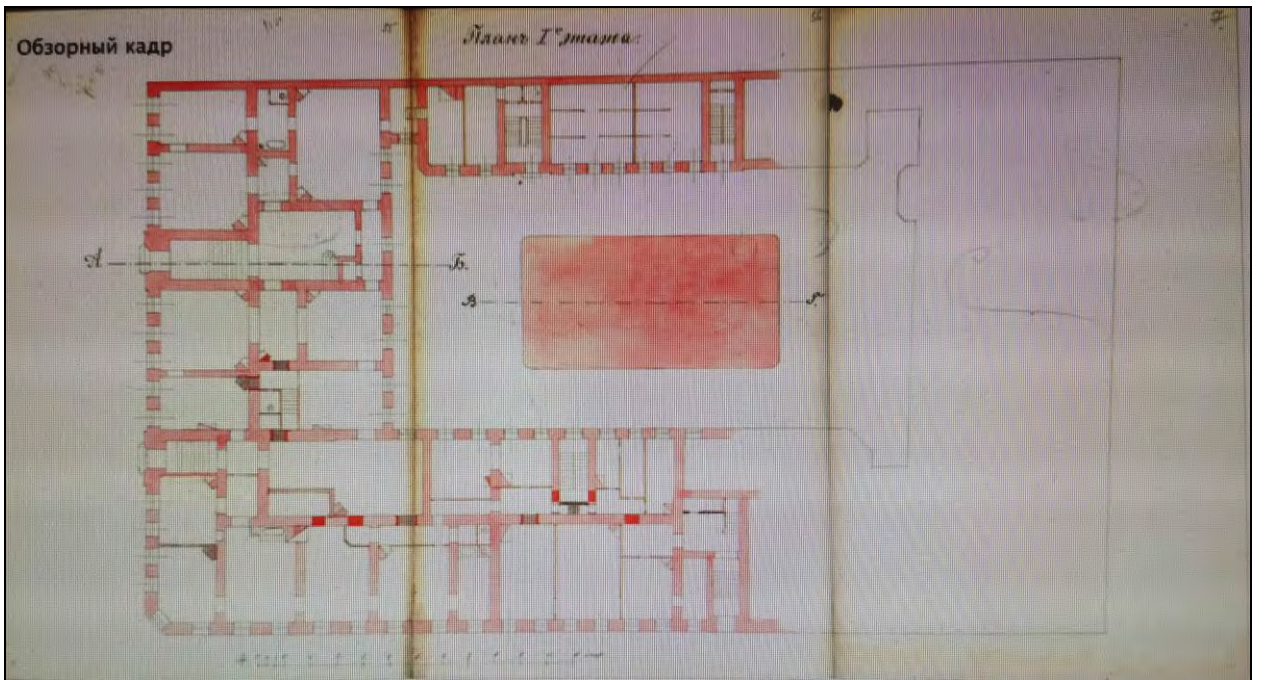 Обзорный кадр
Планъ I го этажа.
А
Б.
В
Г.